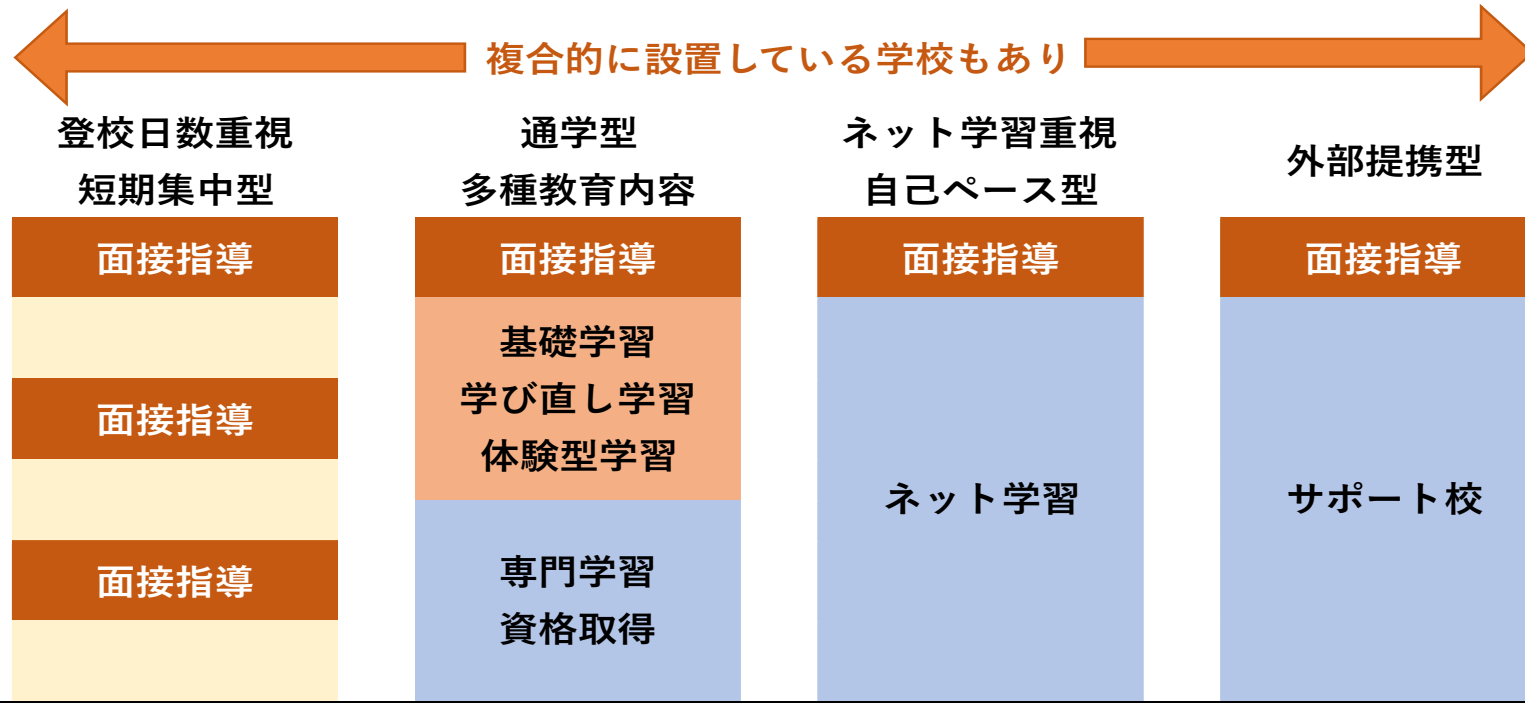 複合的に設置している学校もあり
登校日数重視
短期集中型
面接指導
面接指導
面接指導
通学型
多種教育内容
面接指導
基礎学習
学び直し学習
体験型学習
専門学習
資格取得
ネット学習重視
自己ペース型
面接指導
ネット学習
外部提携型
面接指導
サポート校